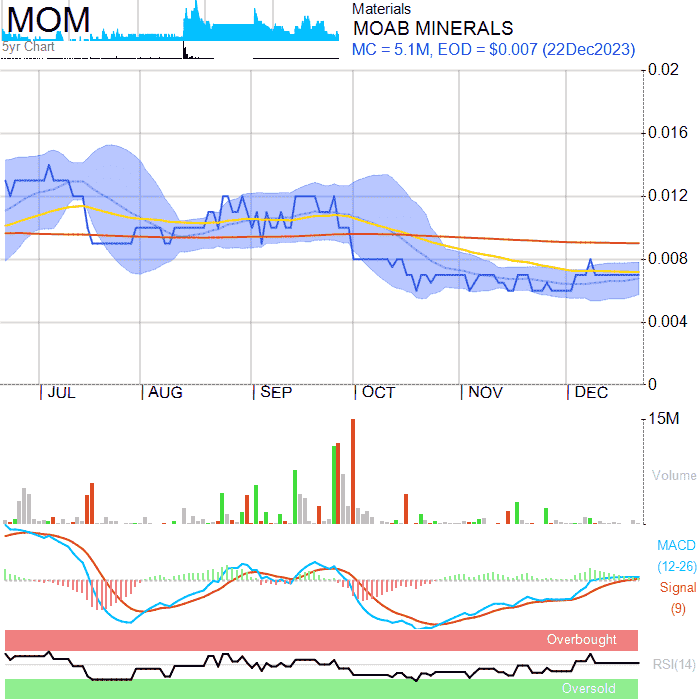 MOM
5yr Chart
Materials
MOAB MINERALS
MC = 5.1M, EOD = $0.007 (22Dec2023)
0.02
0.016
0.012
0.008
0.004
0
JUL AUG SEP OCT NOV DEC
15M
Volume
0
MACD
(12-26)
Signal
(9)
Overbought
RSI(14)
Oversold